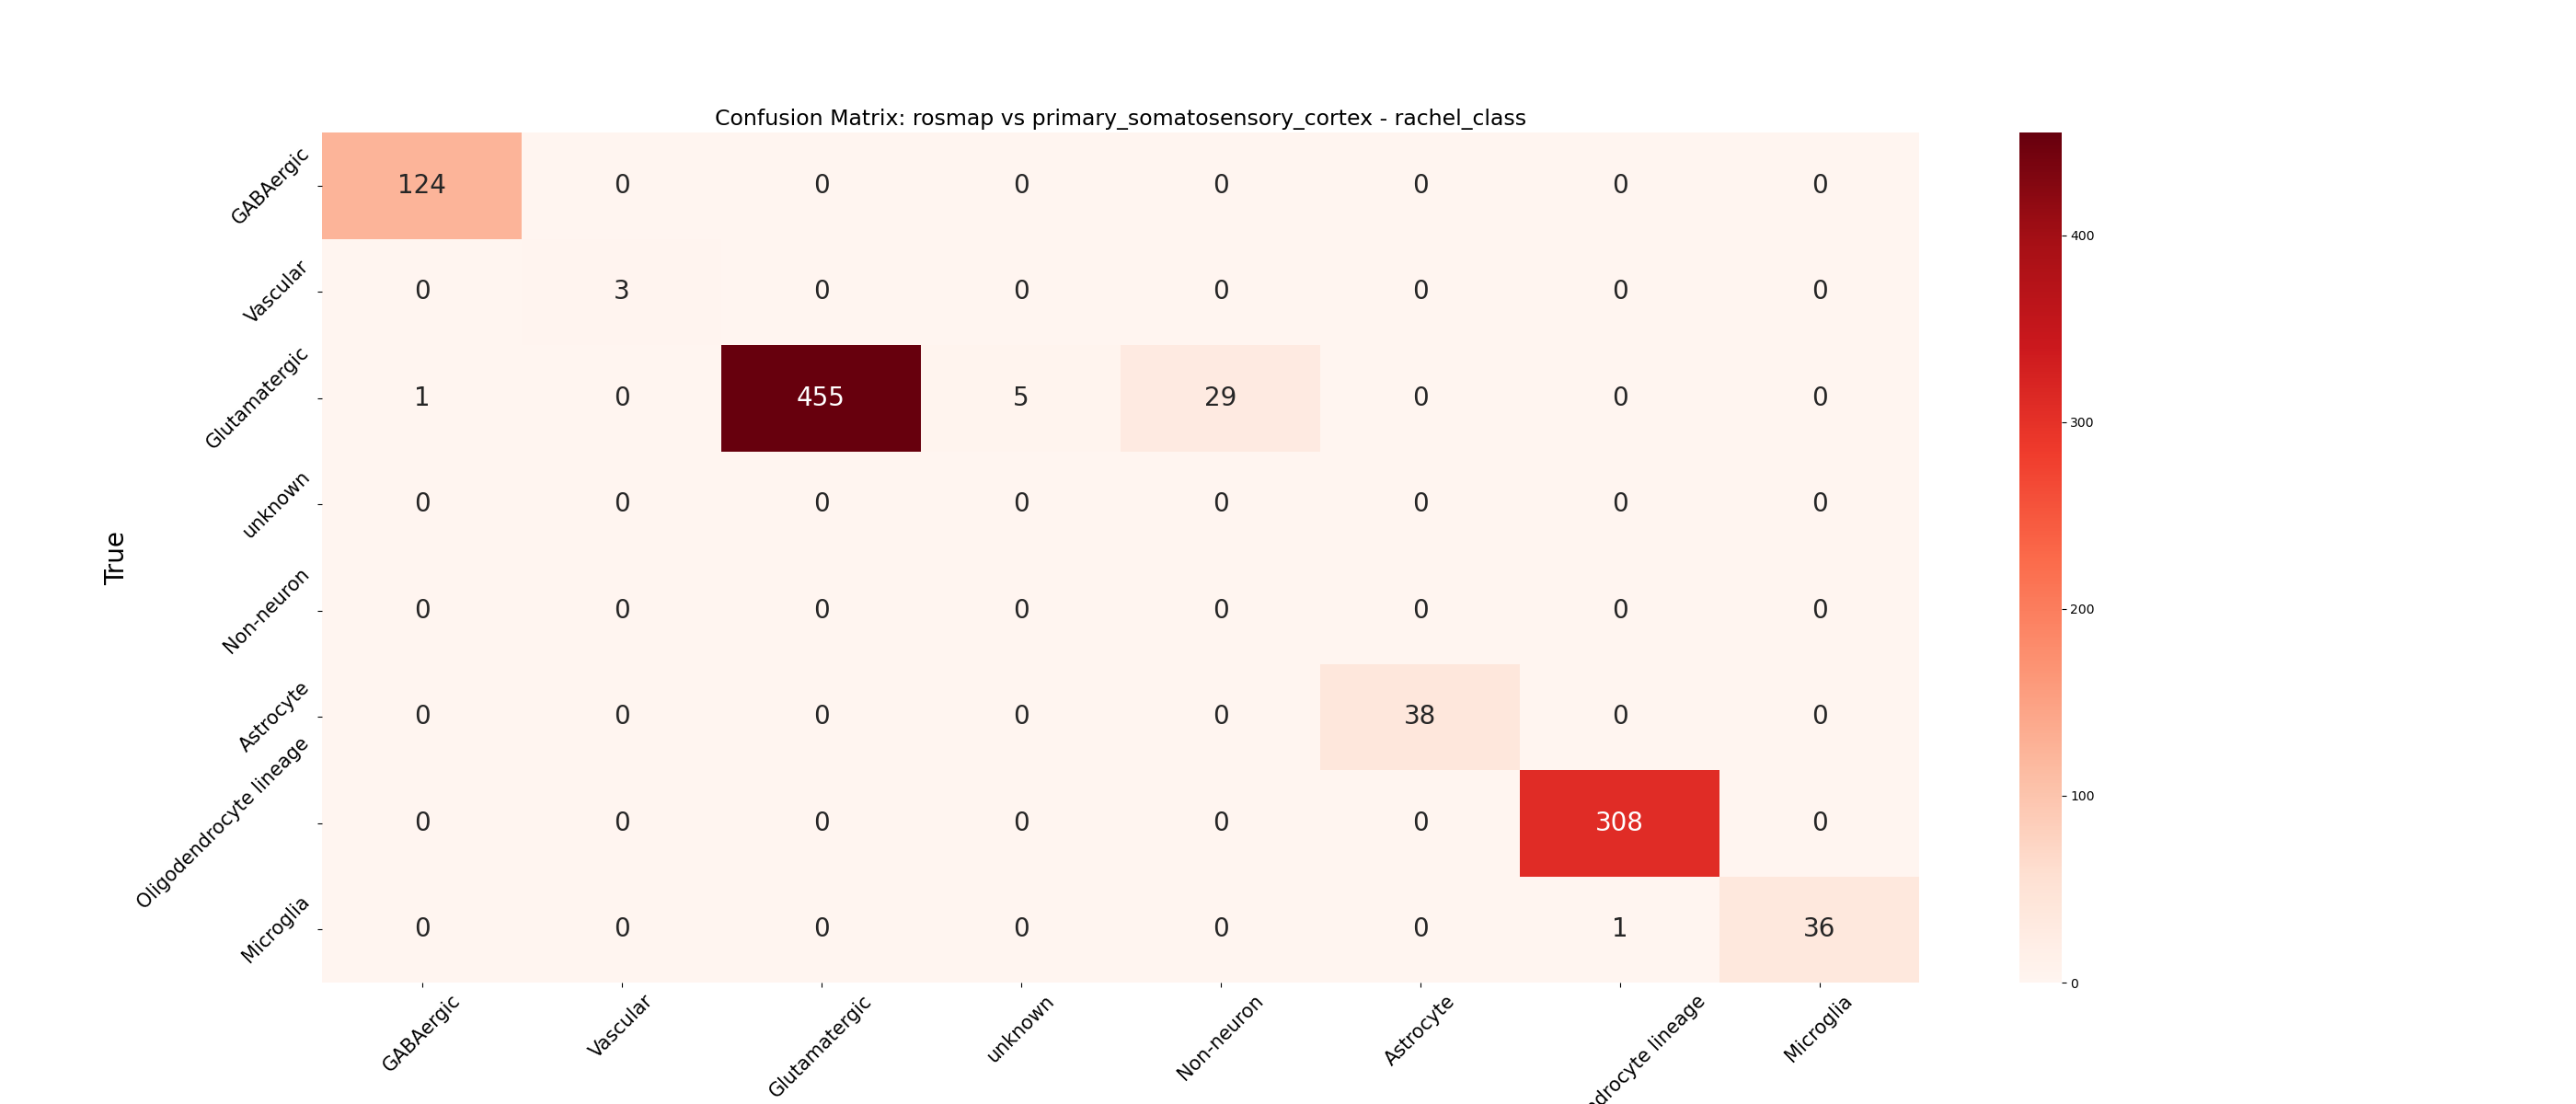 Confusion Matrix: rosmap vs primary_somatosensory_cortex - rachel_class
True
GABAergic 124 0 0 0 0 0 0 0
Vascular 0 3 0 0 0 0 0 0
Glutamatergic 1 0 455 5 29 0 0 0
unknown 0 0 0 0 0 0 0 0
Non-neuron 0 0 0 0 0 0 0 0
Astrocyte 0 0 0 0 0 38 0 0
Oligodendrocyte lineage 0 0 0 0 0 0 308 0
Microglia 0 0 0 0 0 0 1 36
GABAergic Vascular Glutamatergic unknown Non-neuron Astrocyte ndrocyte lineage Microglia
400
300
200
100
0